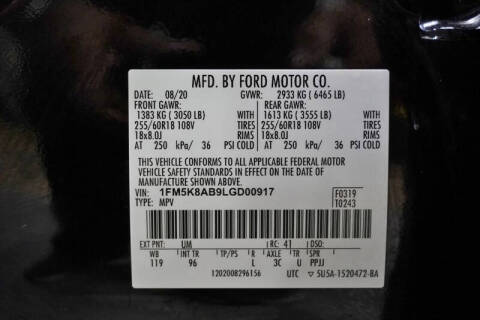 MFD. BY FORD MOTOR CO.
DATE: 08/20 GVWR: 2933 KG ( 6465 LB)
FRONT GAWR: REAR GAWR:
1383 KG ( 3050 LB) WITH 1613 KG ( 3555 LB) WITH
255/60R18 108V TIRES 255/60R18 108V TIRES
18x8.0J RIMS 18x8.0J RIMS
AT 250 kPa/ 36 PSI COLD AT 250 kPa/ 36 PSI COLD
THIS VEHICLE CONFORMS TO ALL APPLICABLE FEDERAL MOTOR
VEHICLE SAFETY STANDARDS IN EFFECT ON THE DATE OF
MANUFACTURE SHOWN ABOVE.
VIN: 1FM5K8AB9LGD00917 F0319
TYPE: MPV T0243
EXT PNT: UM RC: 41 DSO:
WB INT TR TP/PS R AXLE TR SPR
119 96 L 3C U PPJJ
1202008296156 UTC ▽ 5U5A-1520472-BA